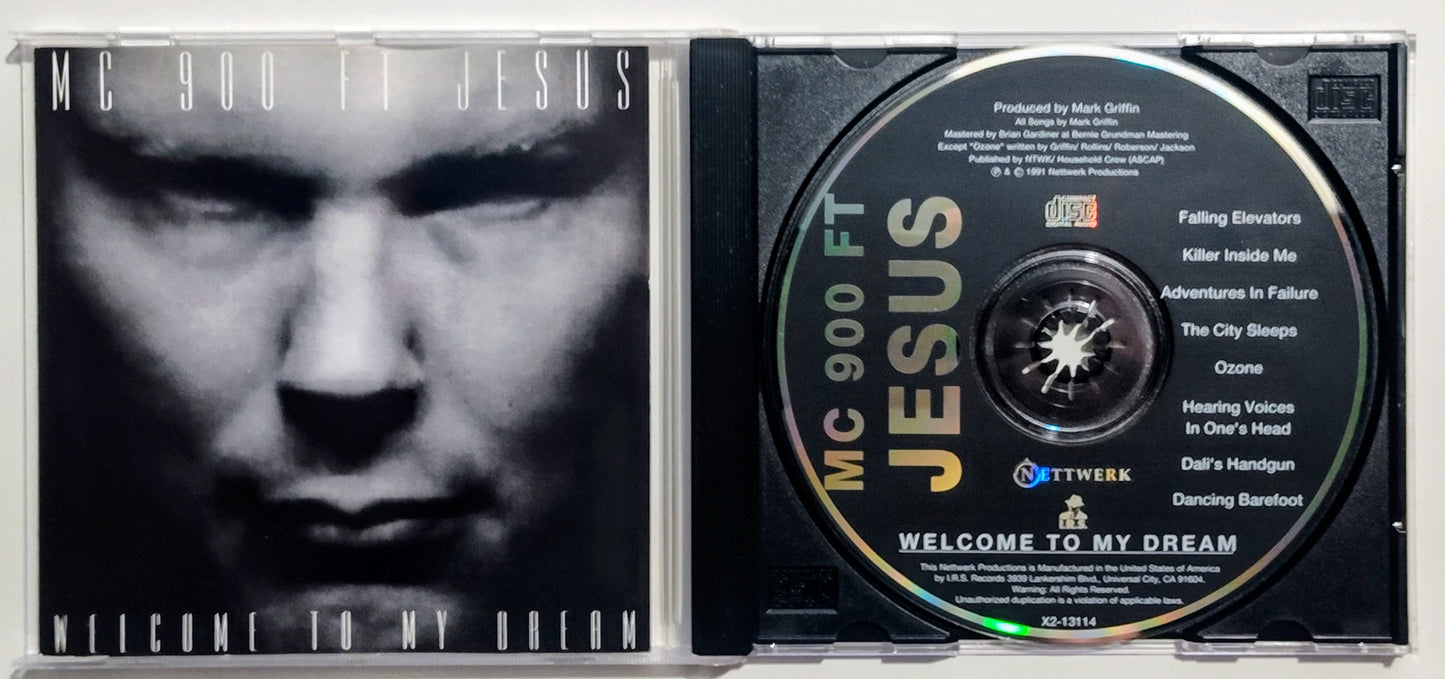 MC 900 FT JESUS
WELCOME TO MY DREAM
Produced by Mark Griffin
All Songs by Mark Griffin
Mastered by Brian Gardiner at Bernie Grundman Mastering
Except "Ozone" written by Griffin/ Rollins/ Roberson/ Jackson
Published by NTWK/ Household Crow (ASCAP)
℗ & © 1991 Nettwerk Productions
COMPACT
disc
DIGITAL AUDIO
MC 900 FT
JESUS
Falling Elevators
Killer Inside Me
Adventures In Failure
The City Sleeps
Ozone
Hearing Voices
In One's Head
Dali's Handgun
Dancing Barefoot
NETTWERK
I.R.S.
WELCOME TO MY DREAM
This Nettwerk Productions is Manufactured in the United States of America
by I.R.S. Records 3939 Lankershim Blvd., Universal City, CA 91604.
Warning: All Rights Reserved.
Unauthorized duplication is a violation of applicable laws.
X2-13114
disc